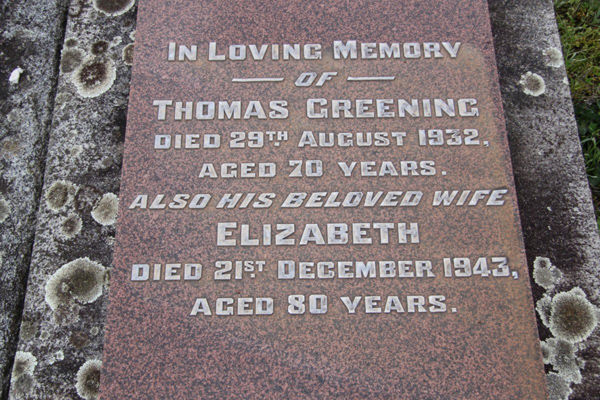 IN LOVING MEMORY
OF
THOMAS GREENING
DIED 29TH AUGUST 1932,
AGED 70 YEARS.
ALSO HIS BELOVED WIFE
ELIZABETH
DIED 21ST DECEMBER 1943,
AGED 80 YEARS.